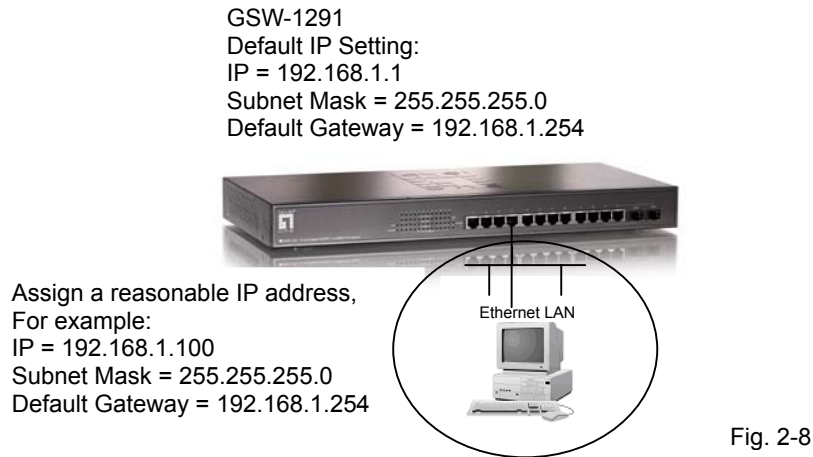 GSW-1291
Default IP Setting:
IP = 192.168.1.1
Subnet Mask = 255.255.255.0
Default Gateway = 192.168.1.254
Assign a reasonable IP address,
For example:
IP = 192.168.1.100
Subnet Mask = 255.255.255.0
Default Gateway = 192.168.1.254
Ethernet LAN
Fig. 2-8